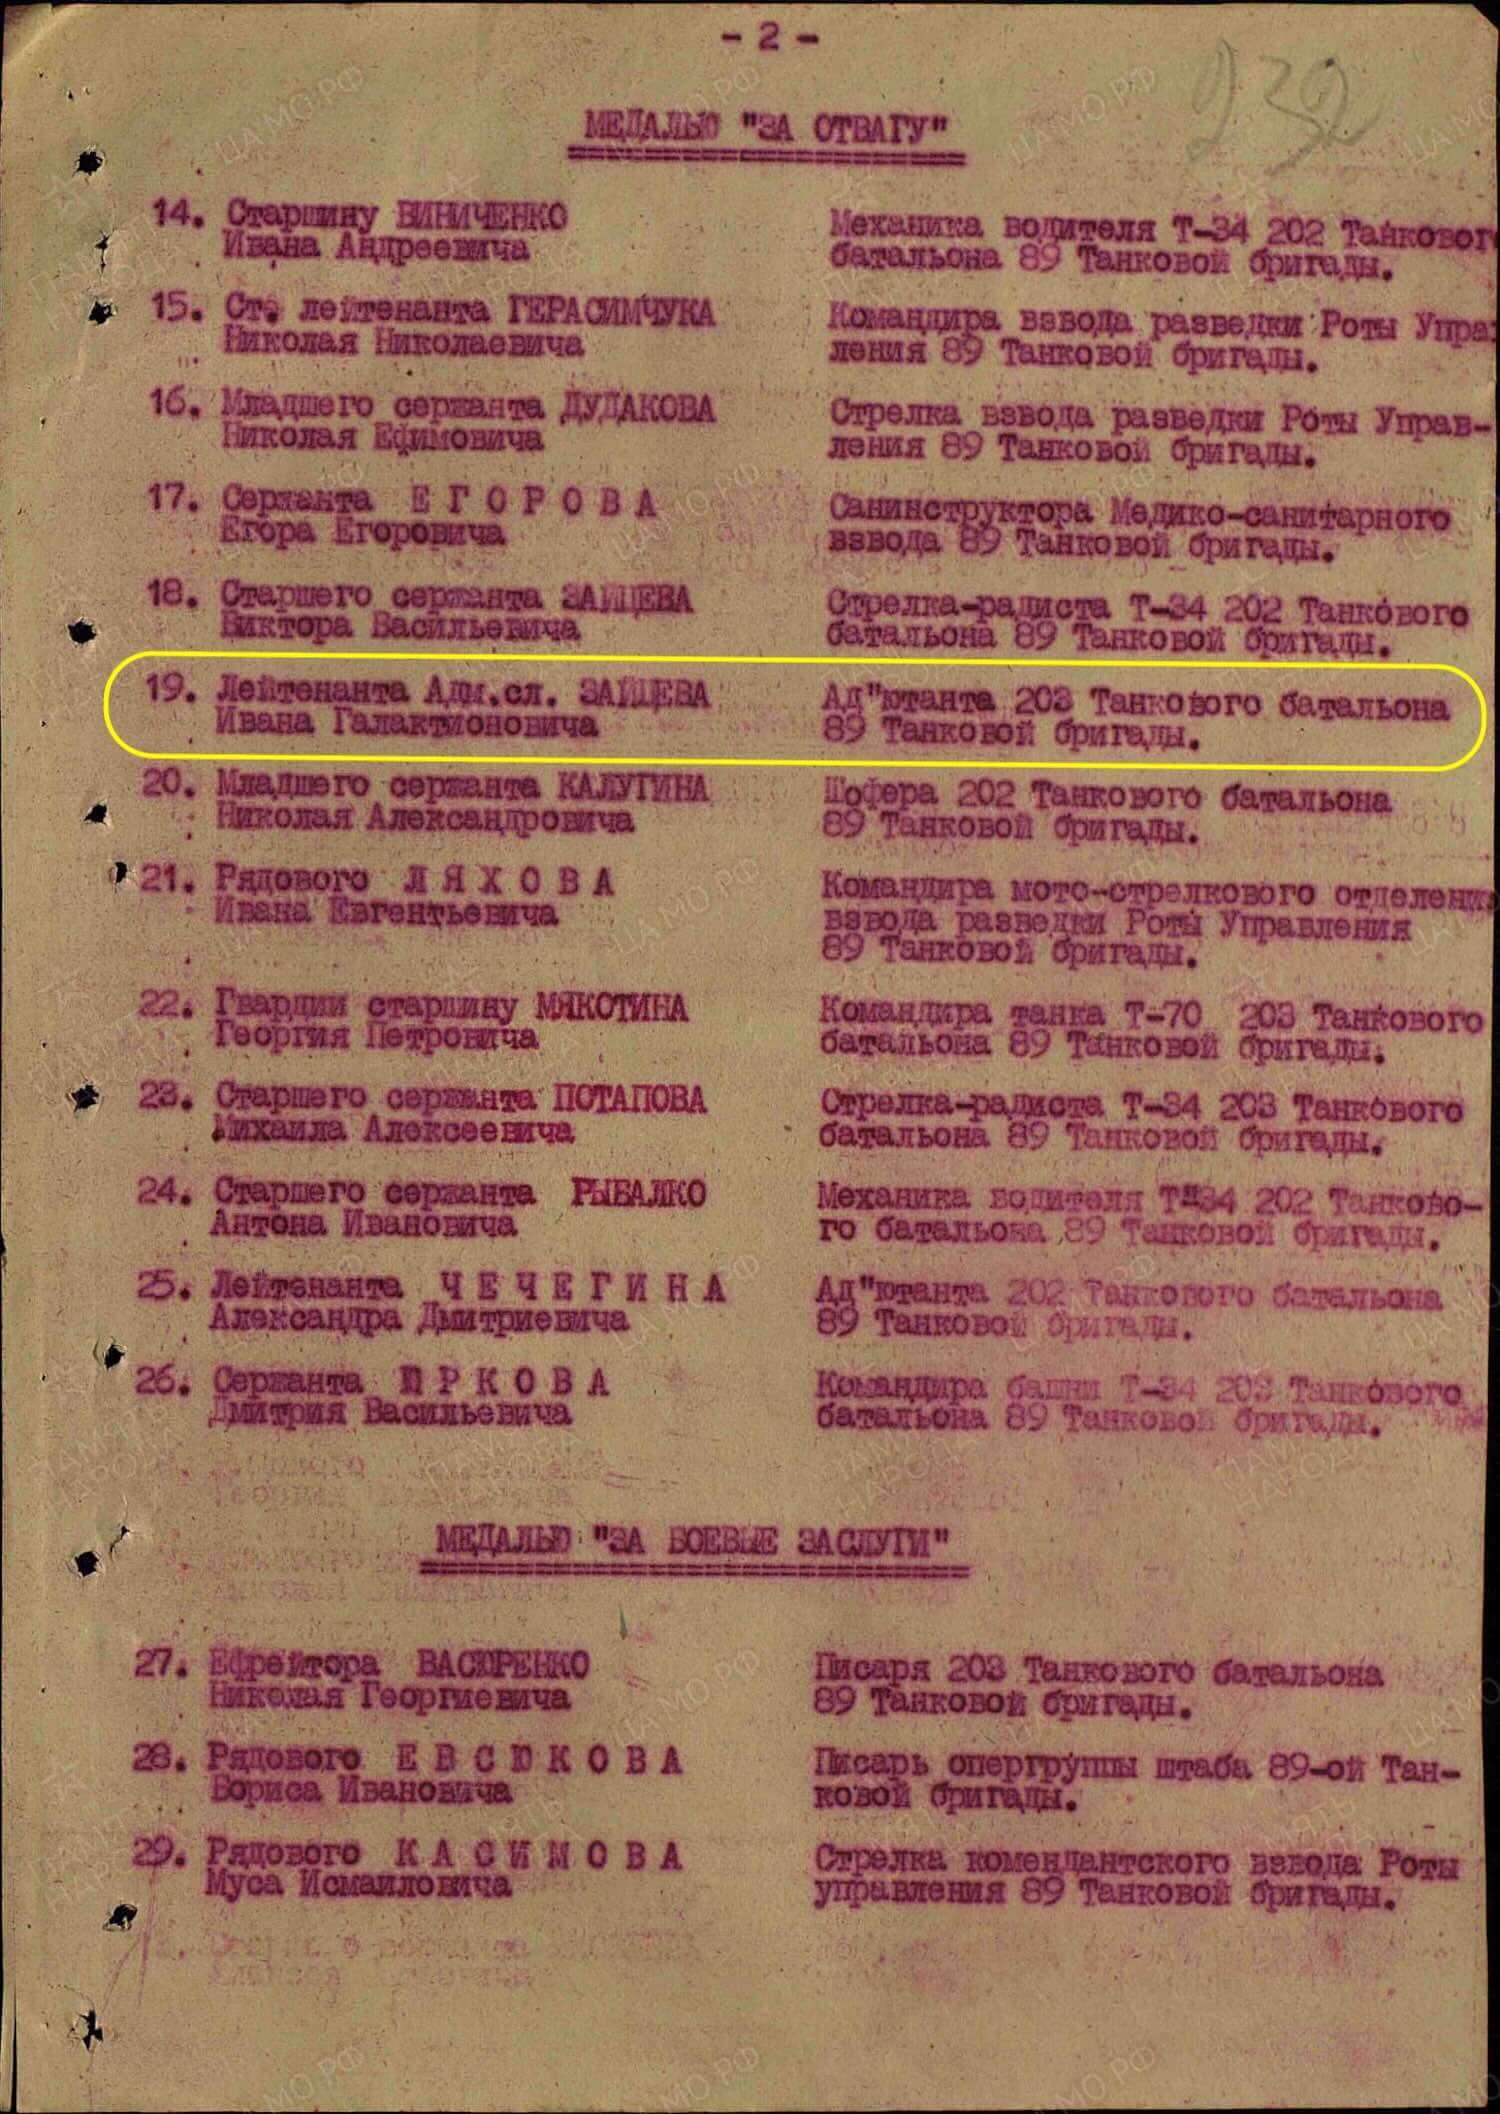 - 2 -
232
МЕДАЛЬЮ "ЗА ОТВАГУ"
14. Старшину ВИНИЧЕНКО
Ивана Андреевича
Механика водителя Т-34 202 Танковог
батальона 89 Танковой бригады.
15. Ст. лейтенанта ГЕРАСИМЧУКА
Николая Николаевича
Командира взвода разведки Роты Упра
ления 89 Танковой бригады.
16. Младшего сержанта ДУДАКОВА
Николая Ефимовича
Стрелка взвода разведки Роты Управ-
ления 89 Танковой бригады.
17. Сержанта Е Г О Р О В А
Егора Егоровича
Санинструктора Медико-санитарного
взвода 89 Танковой бригады.
18. Старшего сержанта ЗАЙЦЕВА
Виктора Васильевича
Стрелка-радиста Т-34 202 Танкового
батальона 89 Танковой бригады.
19. Лейтенанта Адм.сл. ЗАЙЦЕВА
Ивана Галактионовича
Ад"ютанта 203 Танкового батальона
89 Танковой бригады.
20. Младшего сержанта КАЛУГИНА
Николая Александровича
Шофера 202 Танкового батальона
89 Танковой бригады.
21. Рядового Л Я Х О В А
Ивана Евгентьевича
Командира мото-стрелкового отделени
взвода разведки Роты Управления
89 Танковой бригады.
22. Гвардии старшину МЯКОТИНА
Георгия Петровича
Командира танка Т-70 203 Танкового
батальона 89 Танковой бригады.
23. Старшего сержанта ПОТАПОВА
Михаила Алексеевича
Стрелка-радиста Т-34 203 Танкового
батальона 89 Танковой бригады.
24. Старшего сержанта РЫБАЛКО
Антона Ивановича
Механика водителя Т"34 202 Танково-
го батальона 89 Танковой бригады.
25. Лейтенанта Ч Е Ч Е Г И Н А
Александра Дмитриевича
Ад"ютанта 202 Танкового батальона
89 Танковой бригады.
26. Сержанта Ю Р К О В А
Дмитрия Васильевича
Командира башни Т-34 203 Танкового
батальона 89 Танковой бригады.
МЕДАЛЬЮ "ЗА БОЕВЫЕ ЗАСЛУГИ"
27. Ефрейтора ВАСЮРЕНКО
Николая Георгиевича
Писаря 203 Танкового батальона
89 Танковой бригады.
28. Рядового Е В С Ю К О В А
Бориса Ивановича
Писарь опергруппы штаба 89-ой Тан-
ковой бригады.
29. Рядового К А С И М О В А
Муса Исмаиловича
Стрелка комендантского взвода Роты
управления 89 Танковой бригады.